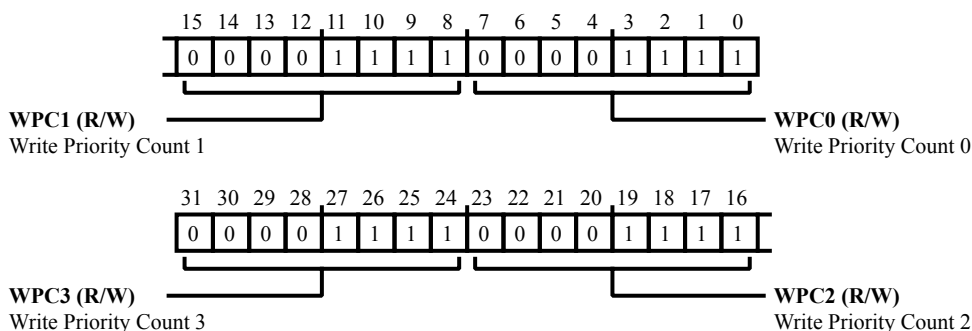 15 14 13 12 11 10 9 8 7 6 5 4 3 2 1 0
0 0 0 0 1 1 1 1 0 0 0 0 1 1 1 1
WPC1 (R/W) WPC0 (R/W)
Write Priority Count 1 Write Priority Count 0
31 30 29 28 27 26 25 24 23 22 21 20 19 18 17 16
0 0 0 0 1 1 1 1 0 0 0 0 1 1 1 1
WPC3 (R/W) WPC2 (R/W)
Write Priority Count 3 Write Priority Count 2